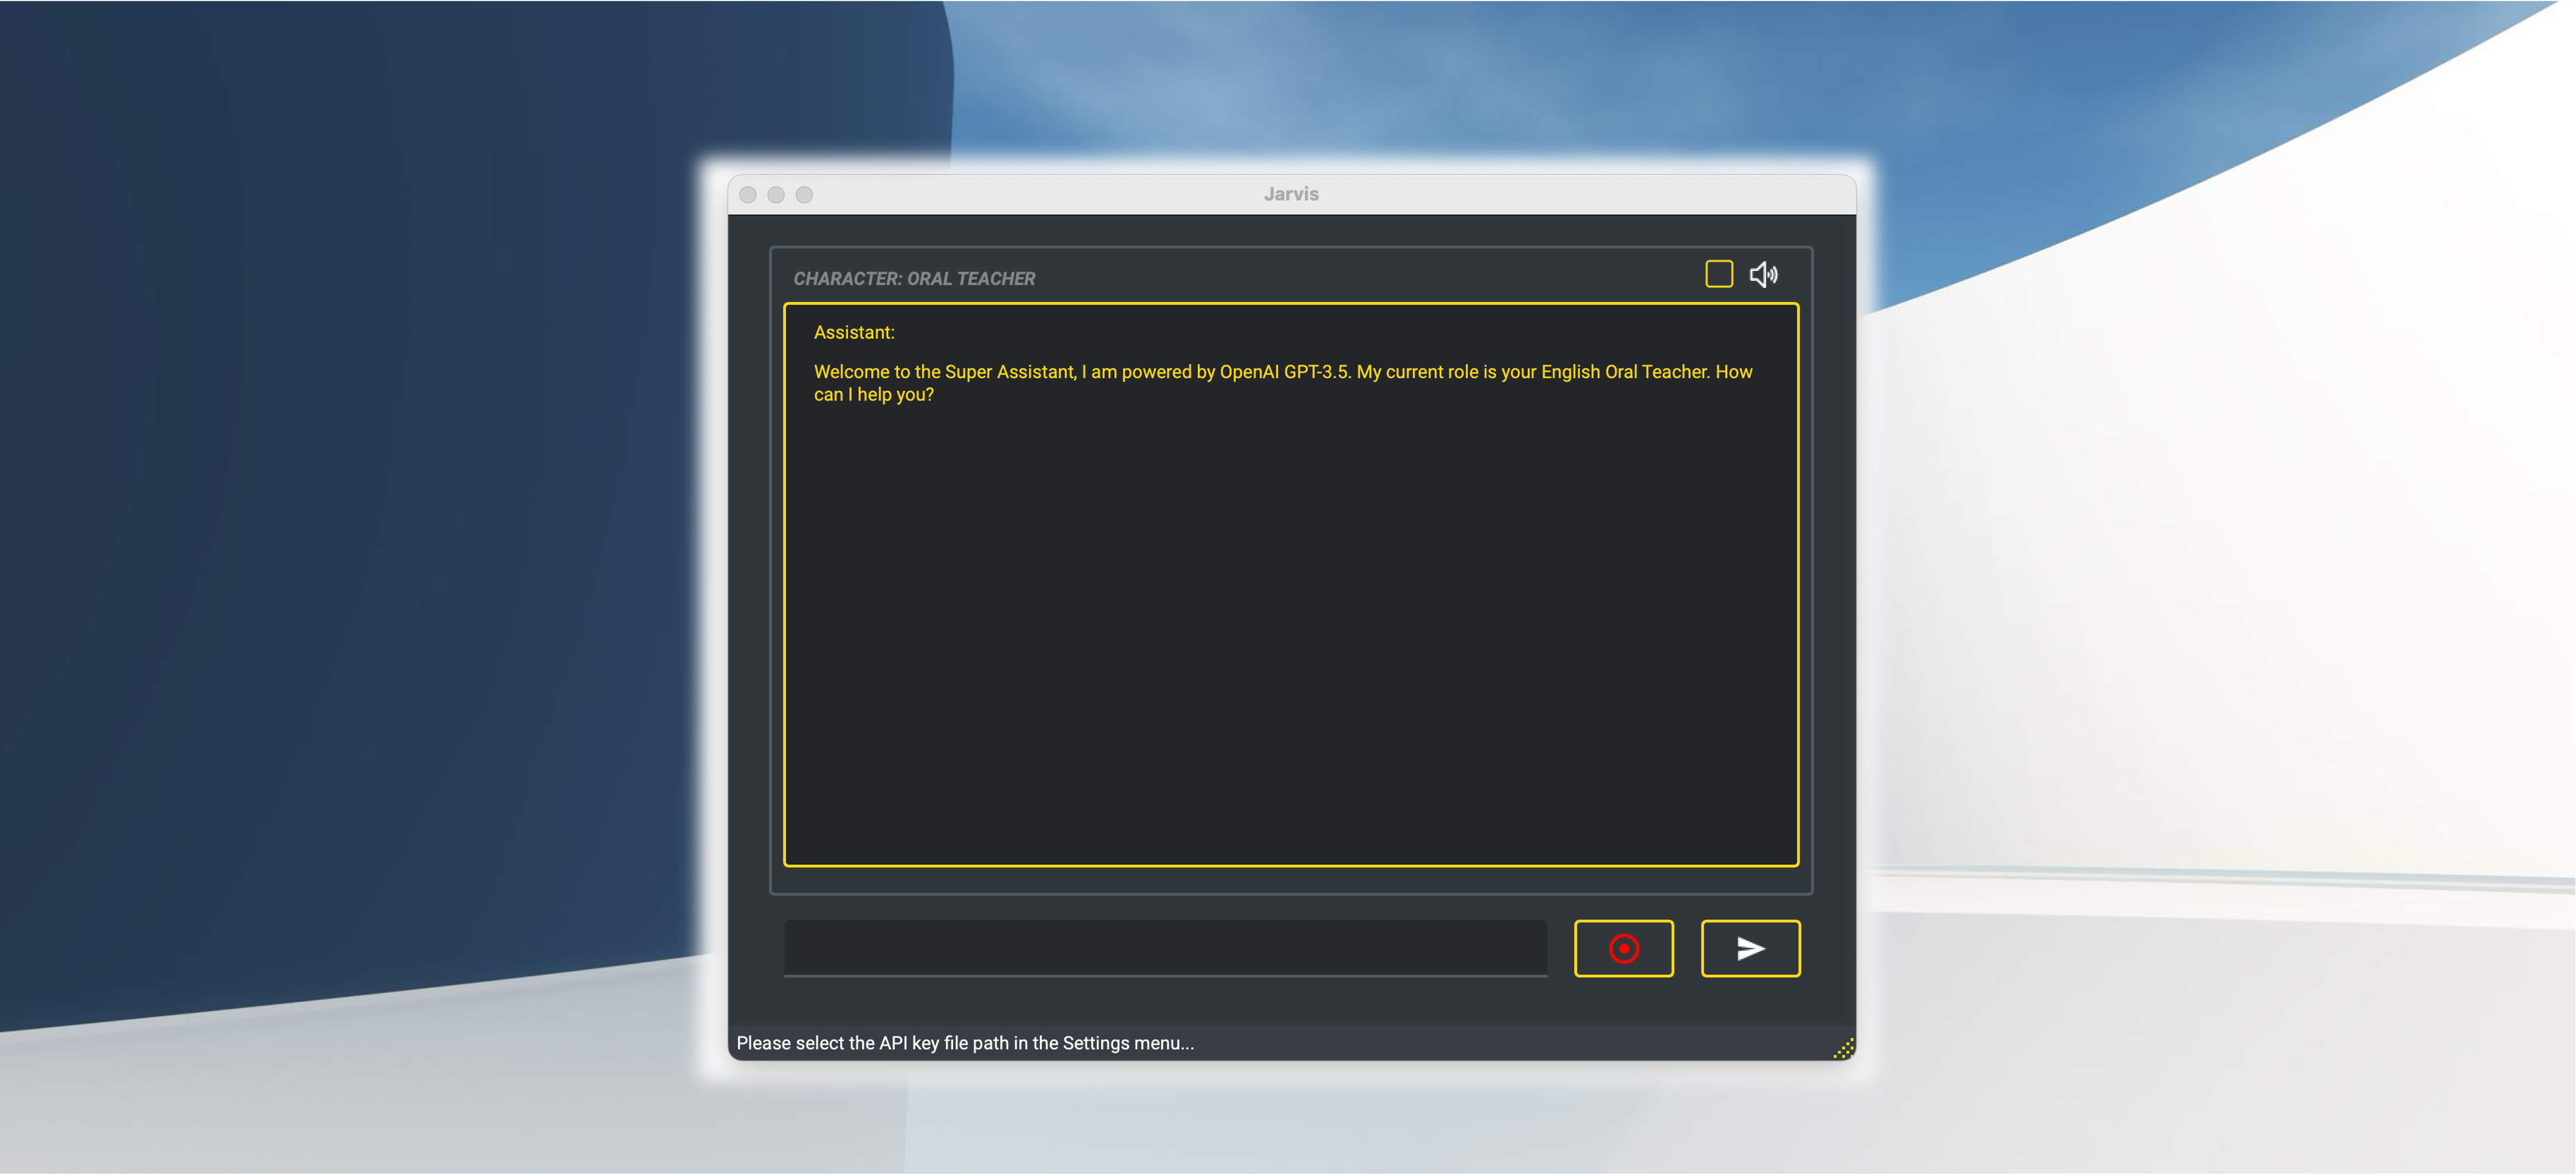 Jarvis
CHARACTER: ORAL TEACHER
Assistant:
Welcome to the Super Assistant, I am powered by OpenAI GPT-3.5. My current role is your English Oral Teacher. How
can I help you?
Please select the API key file path in the Settings menu...